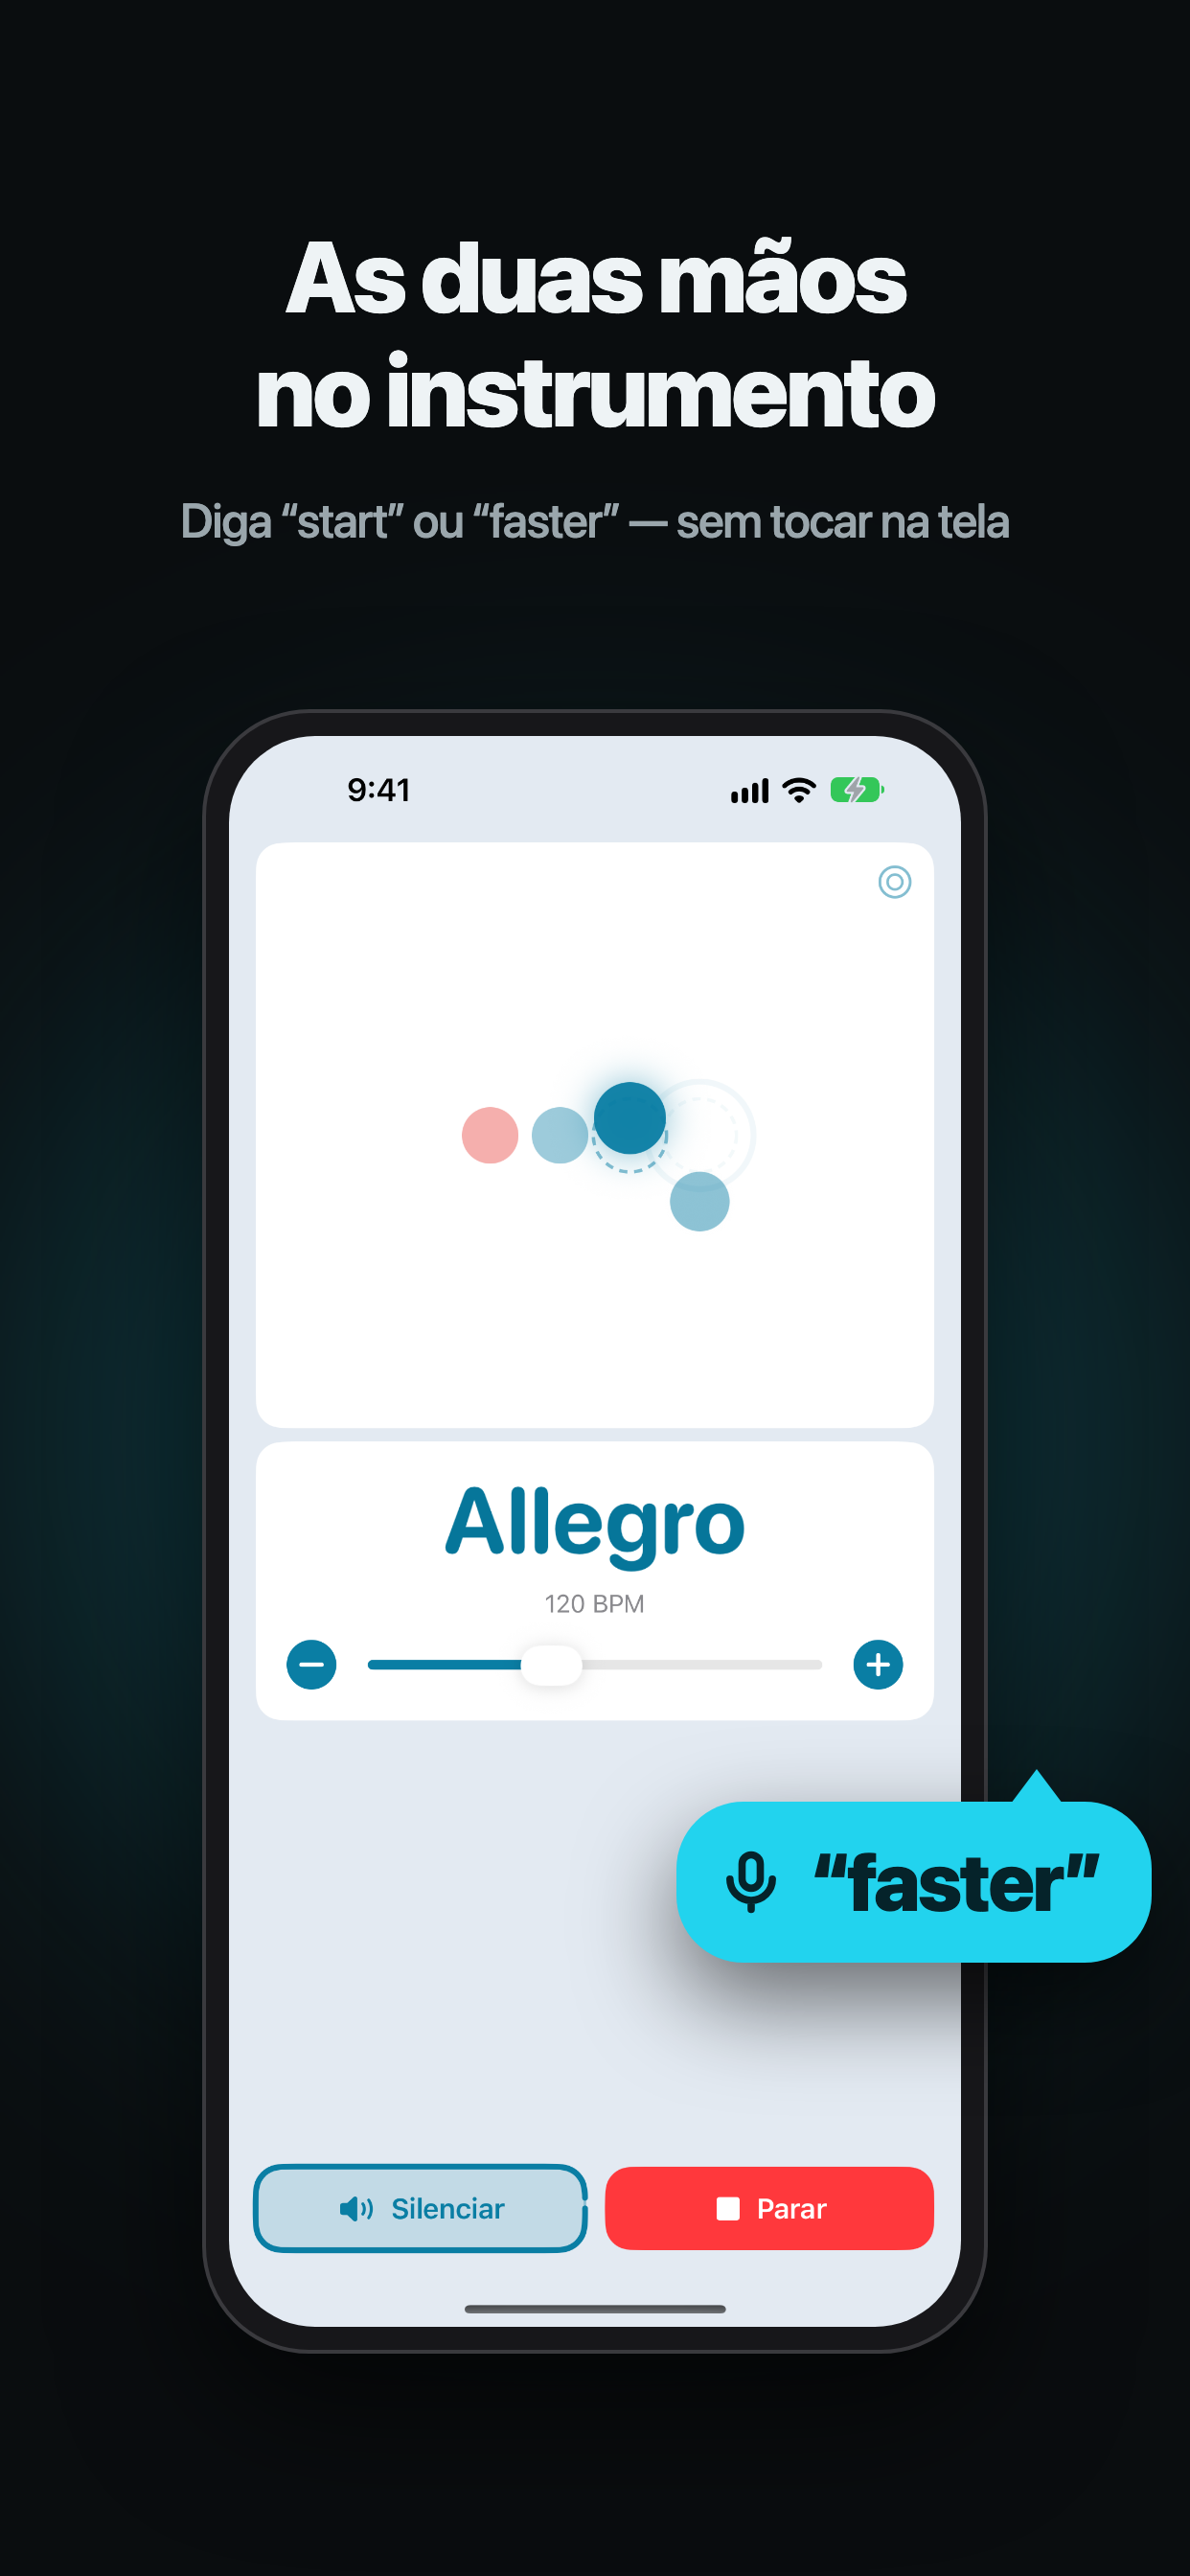 As duas mãos
no instrumento
Diga “start” ou “faster” — sem tocar na tela
9:41
Allegro
120 BPM
“faster”
Silenciar
Parar